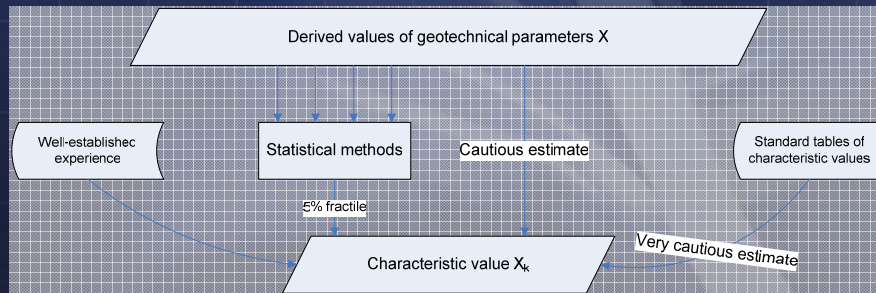 Derived values of geotechnical parameters X
Well-established
experience
Statistical methods
Cautious estimate
Standard tables of
characteristic values
5% fractile
Very cautious estimate
Characteristic value Xk